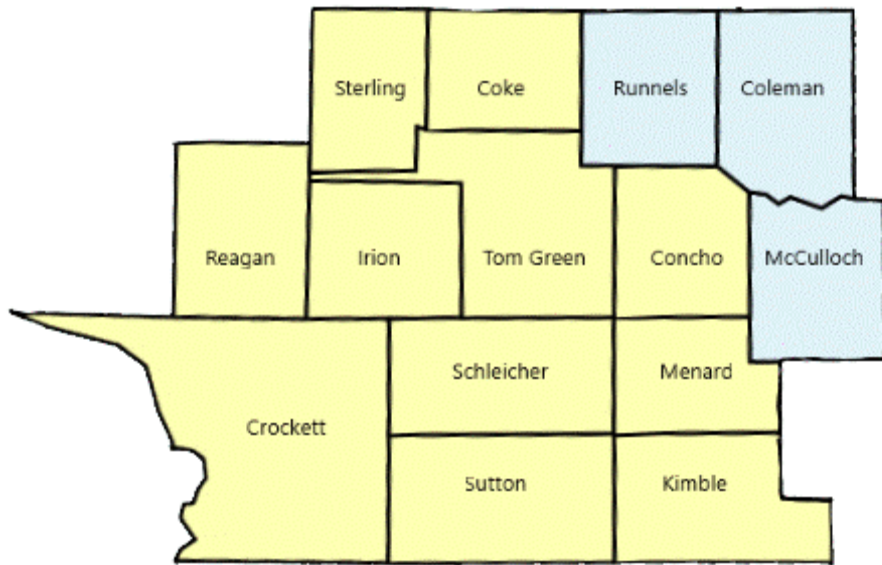 Sterling
Coke
Runnels
Coleman
Reagan
Irion
Tom Green
Concho
McCulloch
Schleicher
Menard
Crockett
Sutton
Kimble